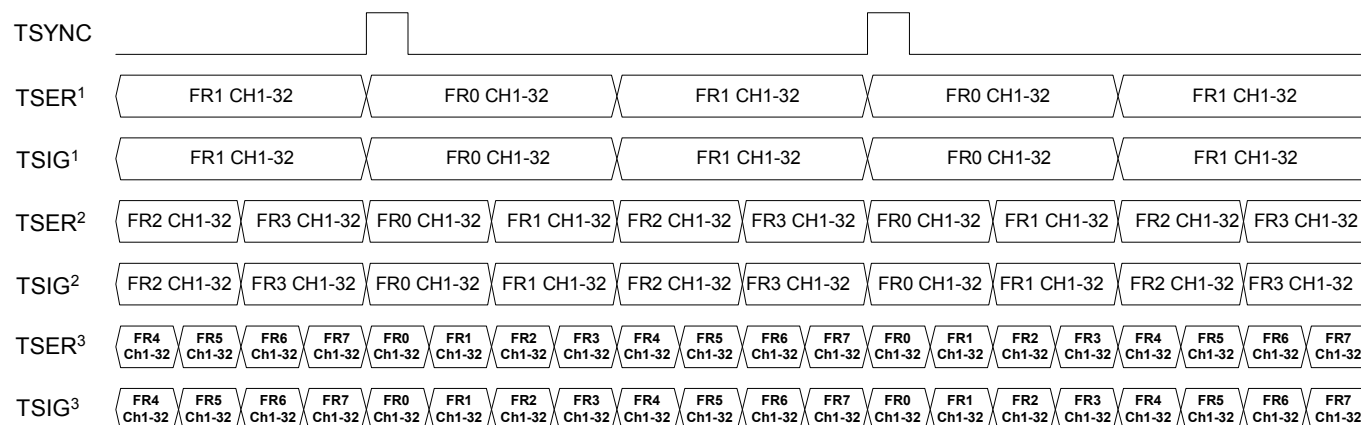 TSYNC
TSER¹ FR1 CH1-32 FR0 CH1-32 FR1 CH1-32 FR0 CH1-32 FR1 CH1-32
TSIG¹ FR1 CH1-32 FR0 CH1-32 FR1 CH1-32 FR0 CH1-32 FR1 CH1-32
TSER² FR2 CH1-32 FR3 CH1-32 FR0 CH1-32 FR1 CH1-32 FR2 CH1-32 FR3 CH1-32 FR0 CH1-32 FR1 CH1-32 FR2 CH1-32 FR3 CH1-32
TSIG² FR2 CH1-32 FR3 CH1-32 FR0 CH1-32 FR1 CH1-32 FR2 CH1-32 FR3 CH1-32 FR0 CH1-32 FR1 CH1-32 FR2 CH1-32 FR3 CH1-32
TSER³ FR4 FR5 FR6 FR7 FR0 FR1 FR2 FR3 FR4 FR5 FR6 FR7 FR0 FR1 FR2 FR3 FR4 FR5 FR6 FR7
Ch1-32 Ch1-32 Ch1-32 Ch1-32 Ch1-32 Ch1-32 Ch1-32 Ch1-32 Ch1-32 Ch1-32 Ch1-32 Ch1-32 Ch1-32 Ch1-32 Ch1-32 Ch1-32 Ch1-32 Ch1-32 Ch1-32 Ch1-32
TSIG³ FR4 FR5 FR6 FR7 FR0 FR1 FR2 FR3 FR4 FR5 FR6 FR7 FR0 FR1 FR2 FR3 FR4 FR5 FR6 FR7
Ch1-32 Ch1-32 Ch1-32 Ch1-32 Ch1-32 Ch1-32 Ch1-32 Ch1-32 Ch1-32 Ch1-32 Ch1-32 Ch1-32 Ch1-32 Ch1-32 Ch1-32 Ch1-32 Ch1-32 Ch1-32 Ch1-32 Ch1-32